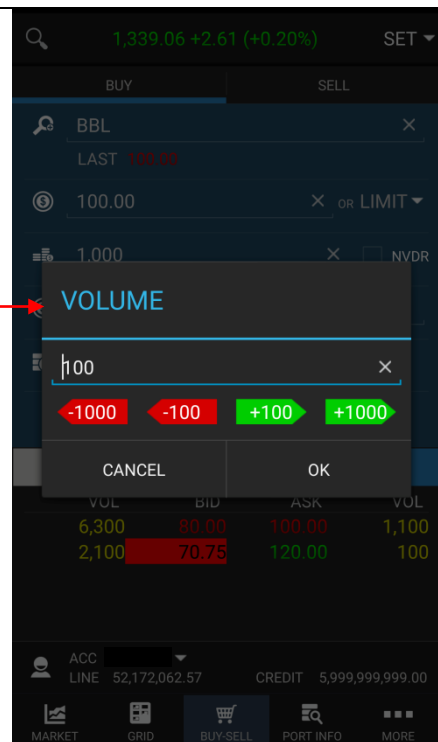 1,339.06 +2.61 (+0.20%) SET
BUY SELL
BBL
LAST 100.00
100.00 OR LIMIT
1,000 NVDR
VOLUME
100
-1000 -100 +100 +1000
CANCEL OK
VOL BID ASK VOL
6,300 80.00 100.00 1,100
2,100 70.75 120.00 100
ACC
LINE 52,172,062.57 CREDIT 5,999,999,999.00
MARKET GRID BUY-SELL PORT INFO MORE